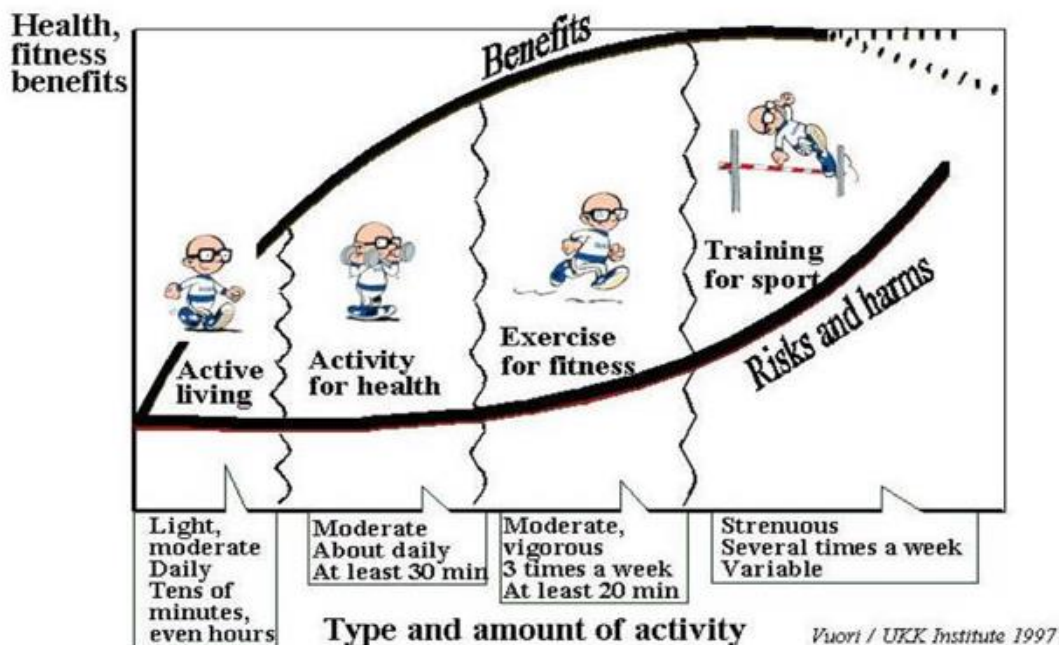 Health,
fitness
benefits
Benefits
Active
living
Activity
for health
Exercise
for fitness
Training
for sport
Risks and harms
Light,
moderate
Daily
Tens of
minutes,
even hours
Moderate
About daily
At least 30 min
Moderate,
vigorous
3 times a week
At least 20 min
Strenuous
Several times a week
Variable
Type and amount of activity
Vuori / UKK Institute 1997